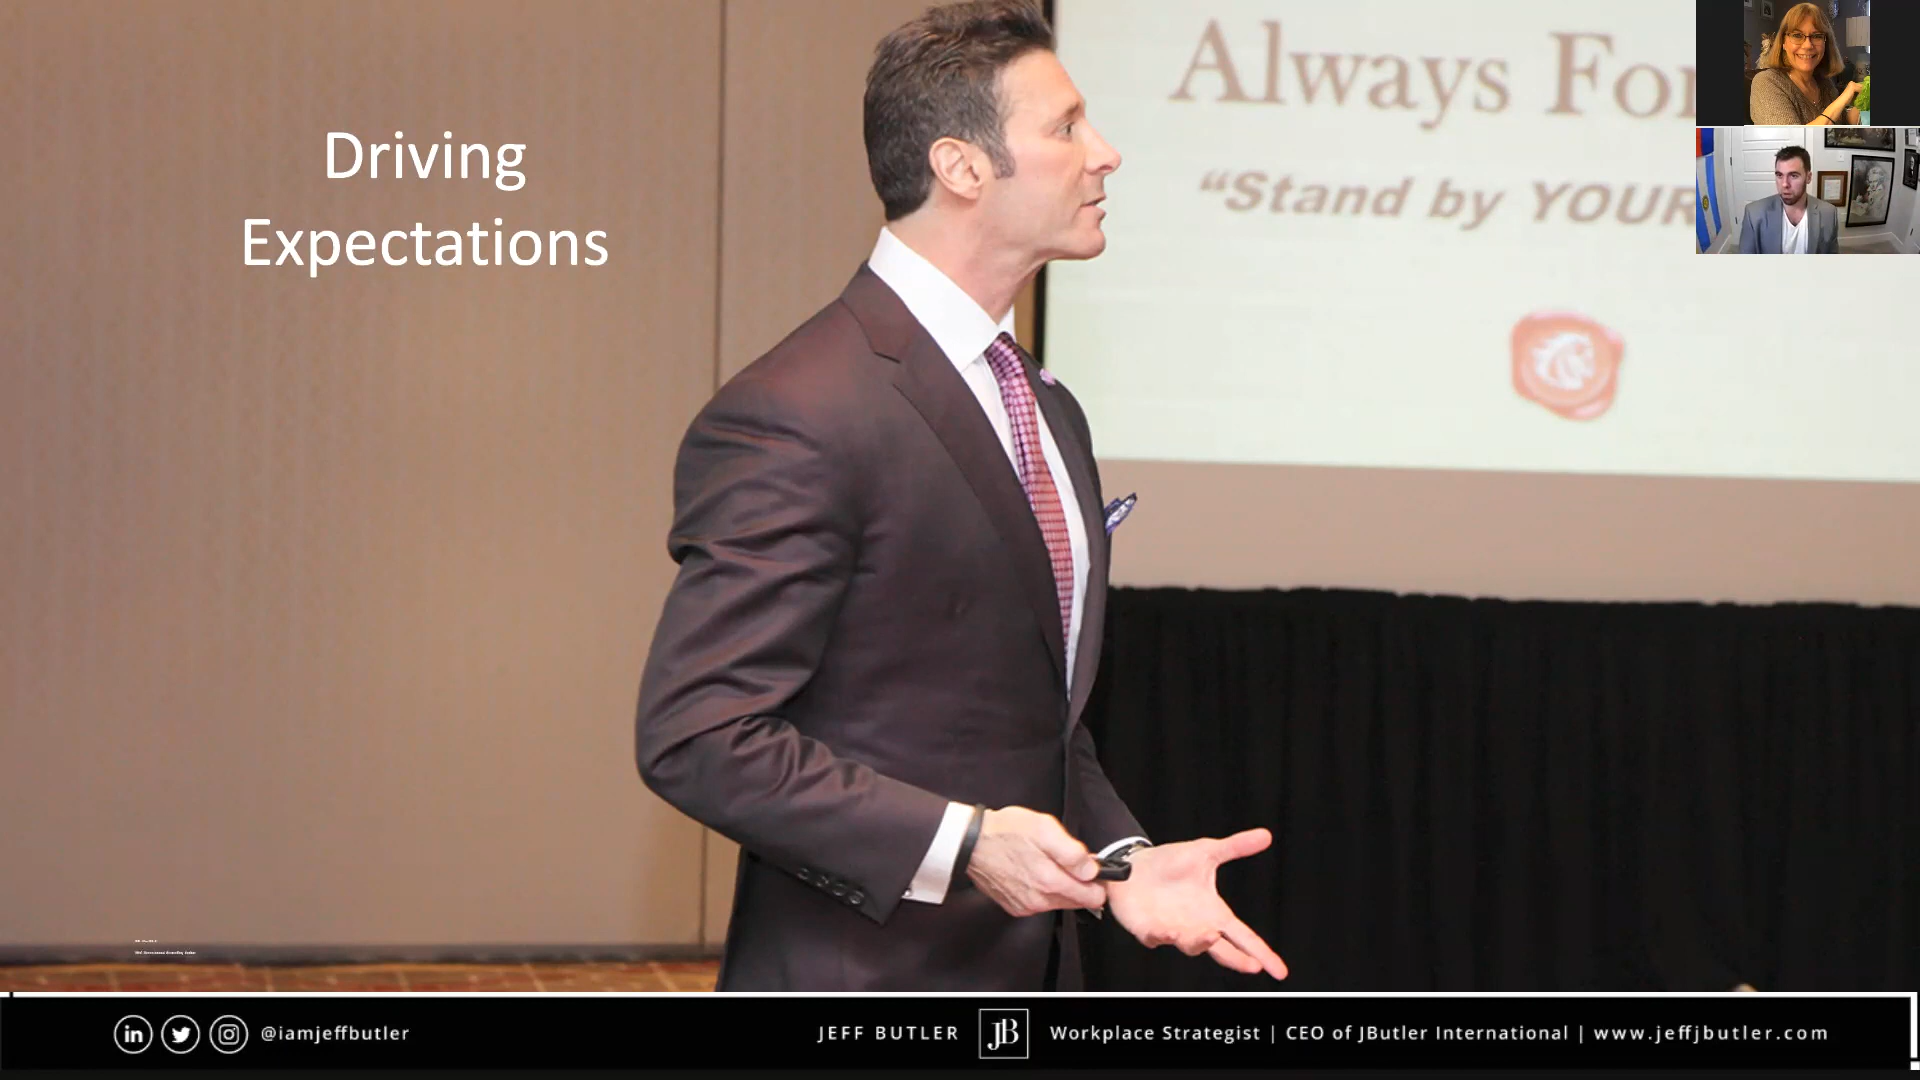 Driving
Expectations
Always
"Stand by YOUR
@iamjeffbutler
JEFF BUTLER
JB
Workplace Strategist | CEO of JButler International | www.jeffjbutler.com